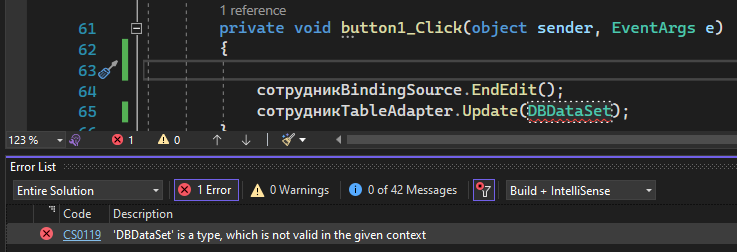 1 reference
61 private void button1_Click(object sender, EventArgs e)
62 {
63
64 сотрудникBindingSource.EndEdit();
65 сотрудникTableAdapter.Update(DBDataSet);
66 }
123 % 1 0
Error List
Entire Solution 1 Error 0 Warnings 0 of 42 Messages Build + IntelliSense
Code Description
CS0119 'DBDataSet' is a type, which is not valid in the given context